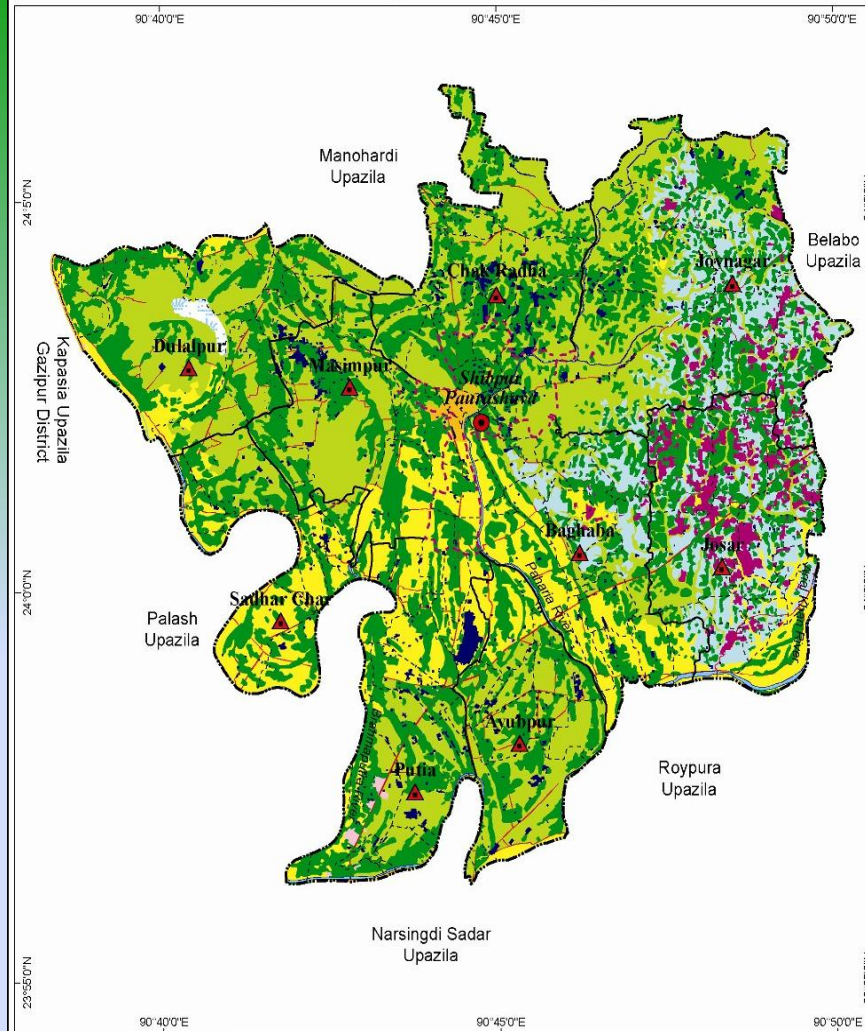 90°40'0"E 90°45'0"E 90°50'0"E
Manohardi
Upazila
24°5'0"N
Belabo
Upazila
Chak Radha
Joynagar
Kapasia Upazila
Gazipur District
Dulalpur
Masimpur
Shibpur
Paurashava
Baghaba
Josar
Paharia River
24°0'0"N
Sadhar Char
Palash
Upazila
Ayubpur
Putia
Roypura
Upazila
Narsingdi Sadar
Upazila
23°55'0"N
90°40'0"E 90°45'0"E 90°50'0"E